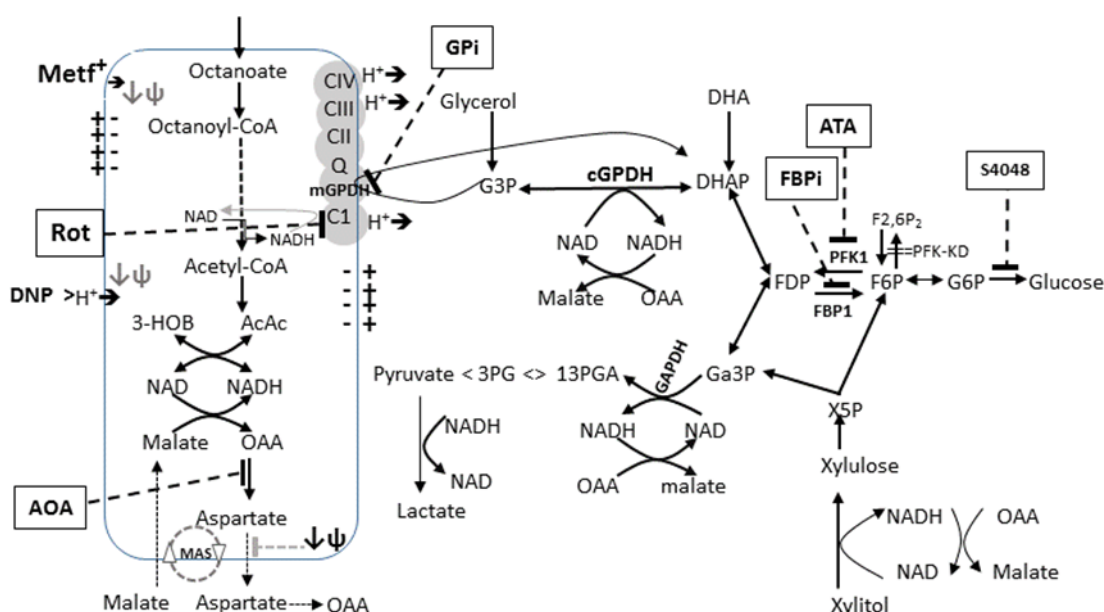 GPi
Metf+
↓ψ
Octanoate
Octanoyl-CoA
CIV
H+
CIII
H+
CII
Q
mGPDH
C1
H+
Glycerol
G3P
cGPDH
DHA
DHAP
ATA
FBPi
S4048
Rot
NAD
NADH
Acetyl-CoA
NAD
NADH
Malate
OAA
F2,6P2
PFK-KD
PFK1
FDP
F6P
G6P
Glucose
FBP1
↓ψ
DNP >H+
3-HOB
AcAc
NAD
NADH
Malate
OAA
Pyruvate < 3PG <> 13PGA
GAPDH
Ga3P
NADH
NAD
NADH
NAD
OAA
malate
Lactate
X5P
Xylulose
NADH
OAA
NAD
Malate
Xylitol
AOA
Aspartate
MAS
↓ψ
Malate
Aspartate
OAA
+ -
+ -
+ -
+ -
- +
- +
- +
- +